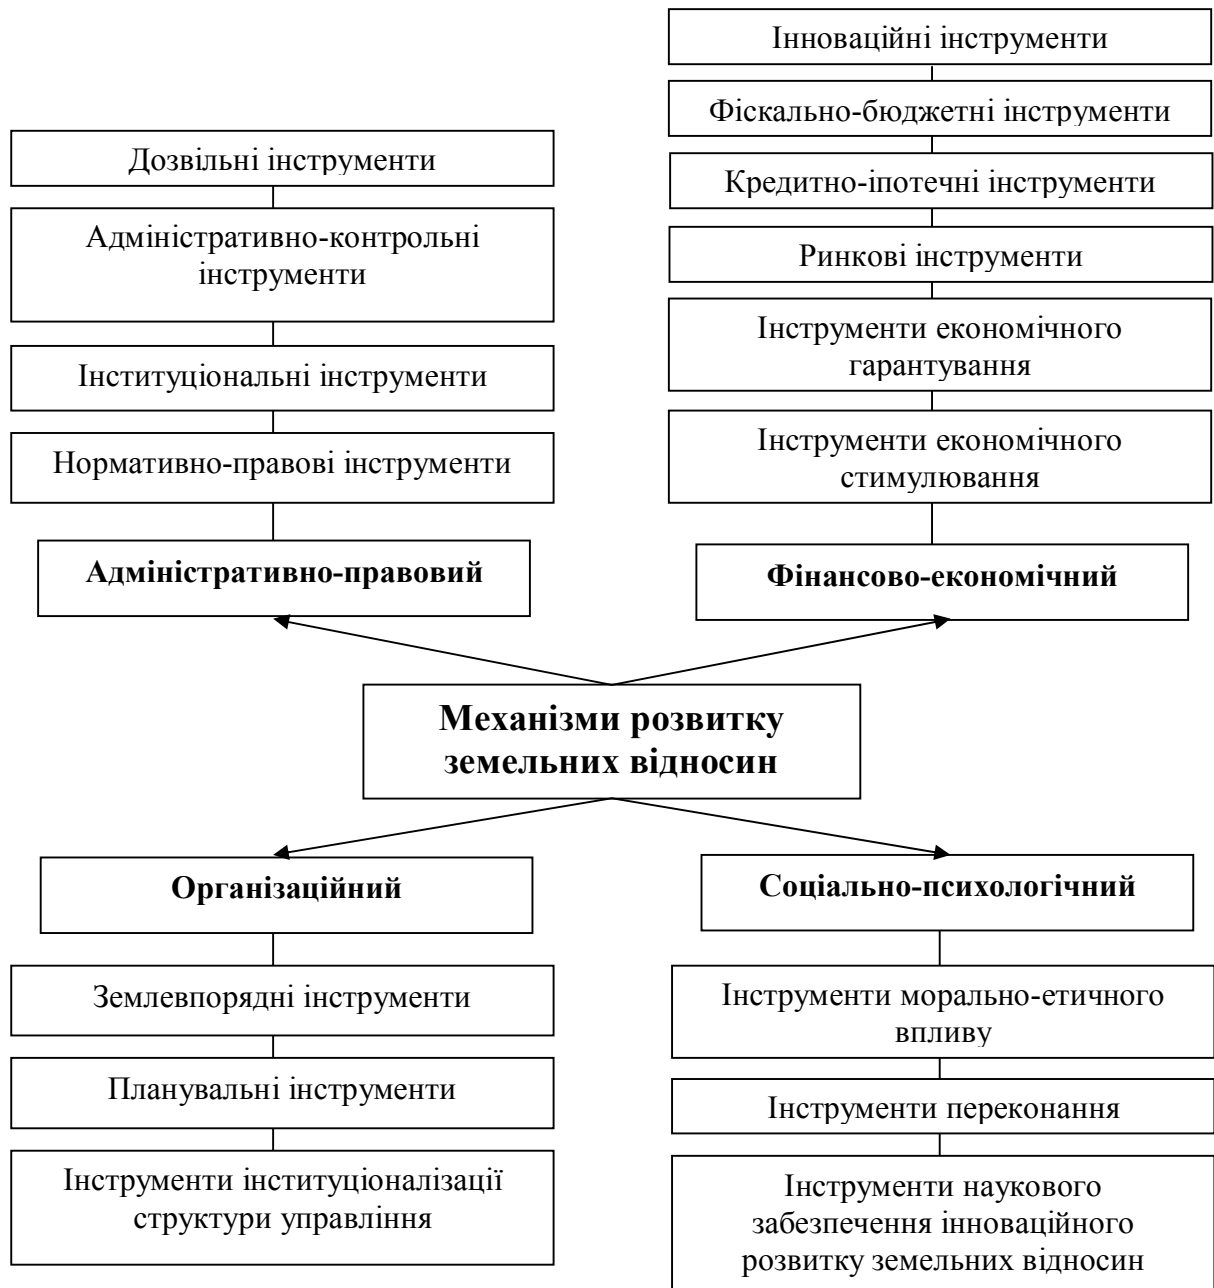 Інноваційні інструменти
Фіскально-бюджетні інструменти
Кредитно-іпотечні інструменти
Ринкові інструменти
Інструменти економічного
гарантування
Інструменти економічного
стимулювання
Фінансово-економічний
Дозвільні інструменти
Адміністративно-контрольні
інструменти
Інституціональні інструменти
Нормативно-правові інструменти
Адміністративно-правовий
Механізми розвитку
земельних відносин
Організаційний
Землевпорядні інструменти
Планувальні інструменти
Інструменти інституціоналізації
структури управління
Соціально-психологічний
Інструменти морально-етичного
впливу
Інструменти переконання
Інструменти наукового
забезпечення інноваційного
розвитку земельних відносин